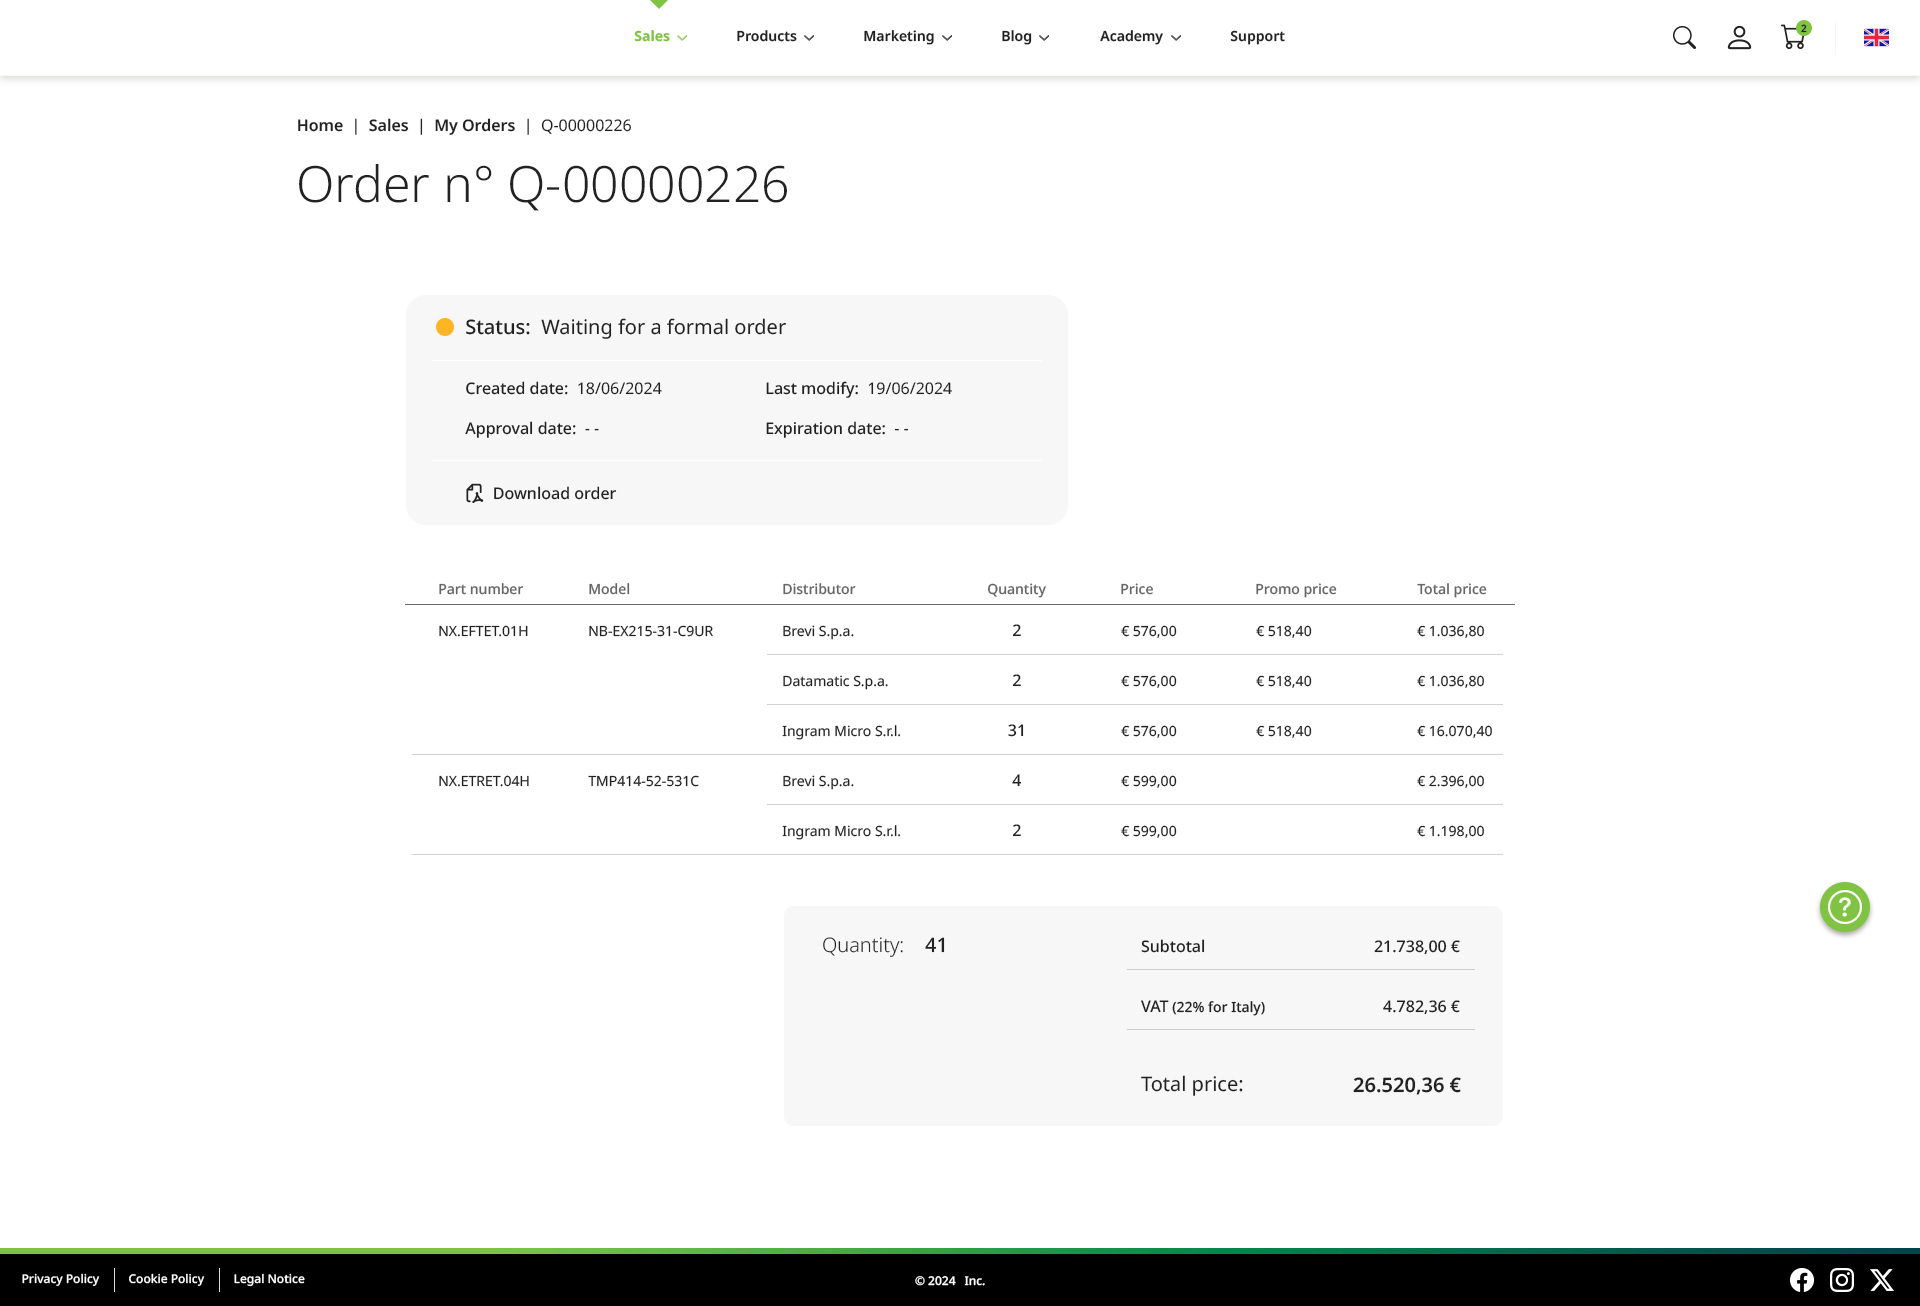 Sales Products Marketing Blog Academy Support 2
Home | Sales | My Orders | Q-00000226
Order n° Q-00000226
Status: Waiting for a formal order
Created date: 18/06/2024 Last modify: 19/06/2024
Approval date: - - Expiration date: - -
Download order
Part number Model Distributor Quantity Price Promo price Total price
NX.EFTET.01H NB-EX215-31-C9UR Brevi S.p.a. 2 € 576,00 € 518,40 € 1.036,80
Datamatic S.p.a. 2 € 576,00 € 518,40 € 1.036,80
Ingram Micro S.r.l. 31 € 576,00 € 518,40 € 16.070,40
NX.ETRET.04H TMP414-52-531C Brevi S.p.a. 4 € 599,00 € 2.396,00
Ingram Micro S.r.l. 2 € 599,00 € 1.198,00
Quantity: 41 Subtotal 21.738,00 €
VAT (22% for Italy) 4.782,36 €
Total price: 26.520,36 €
?
Privacy Policy Cookie Policy Legal Notice © 2024 Inc.